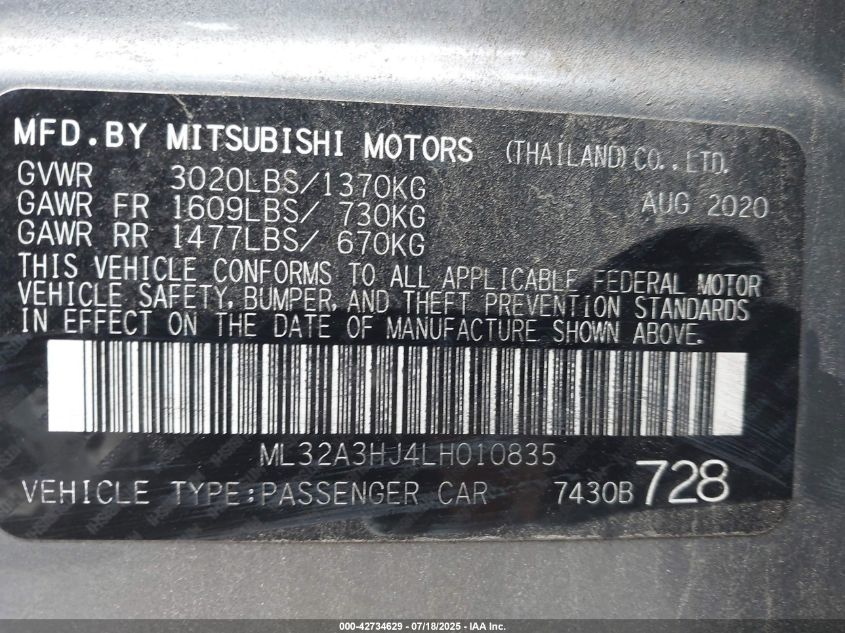 MFD.BY MITSUBISHI MOTORS (THAILAND) CO.,LTD.
GVWR 3020LBS/1370KG AUG 2020
GAWR FR 1609LBS/ 730KG
GAWR RR 1477LBS/ 670KG
THIS VEHICLE CONFORMS TO ALL APPLICABLE FEDERAL MOTOR
VEHICLE SAFETY, BUMPER, AND THEFT PREVENTION STANDARDS
IN EFFECT ON THE DATE OF MANUFACTURE SHOWN ABOVE.
ML32A3HJ4LH010835
VEHICLE TYPE:PASSENGER CAR 7430B 728
000-42734629 - 07/18/2025 - IAA Inc.